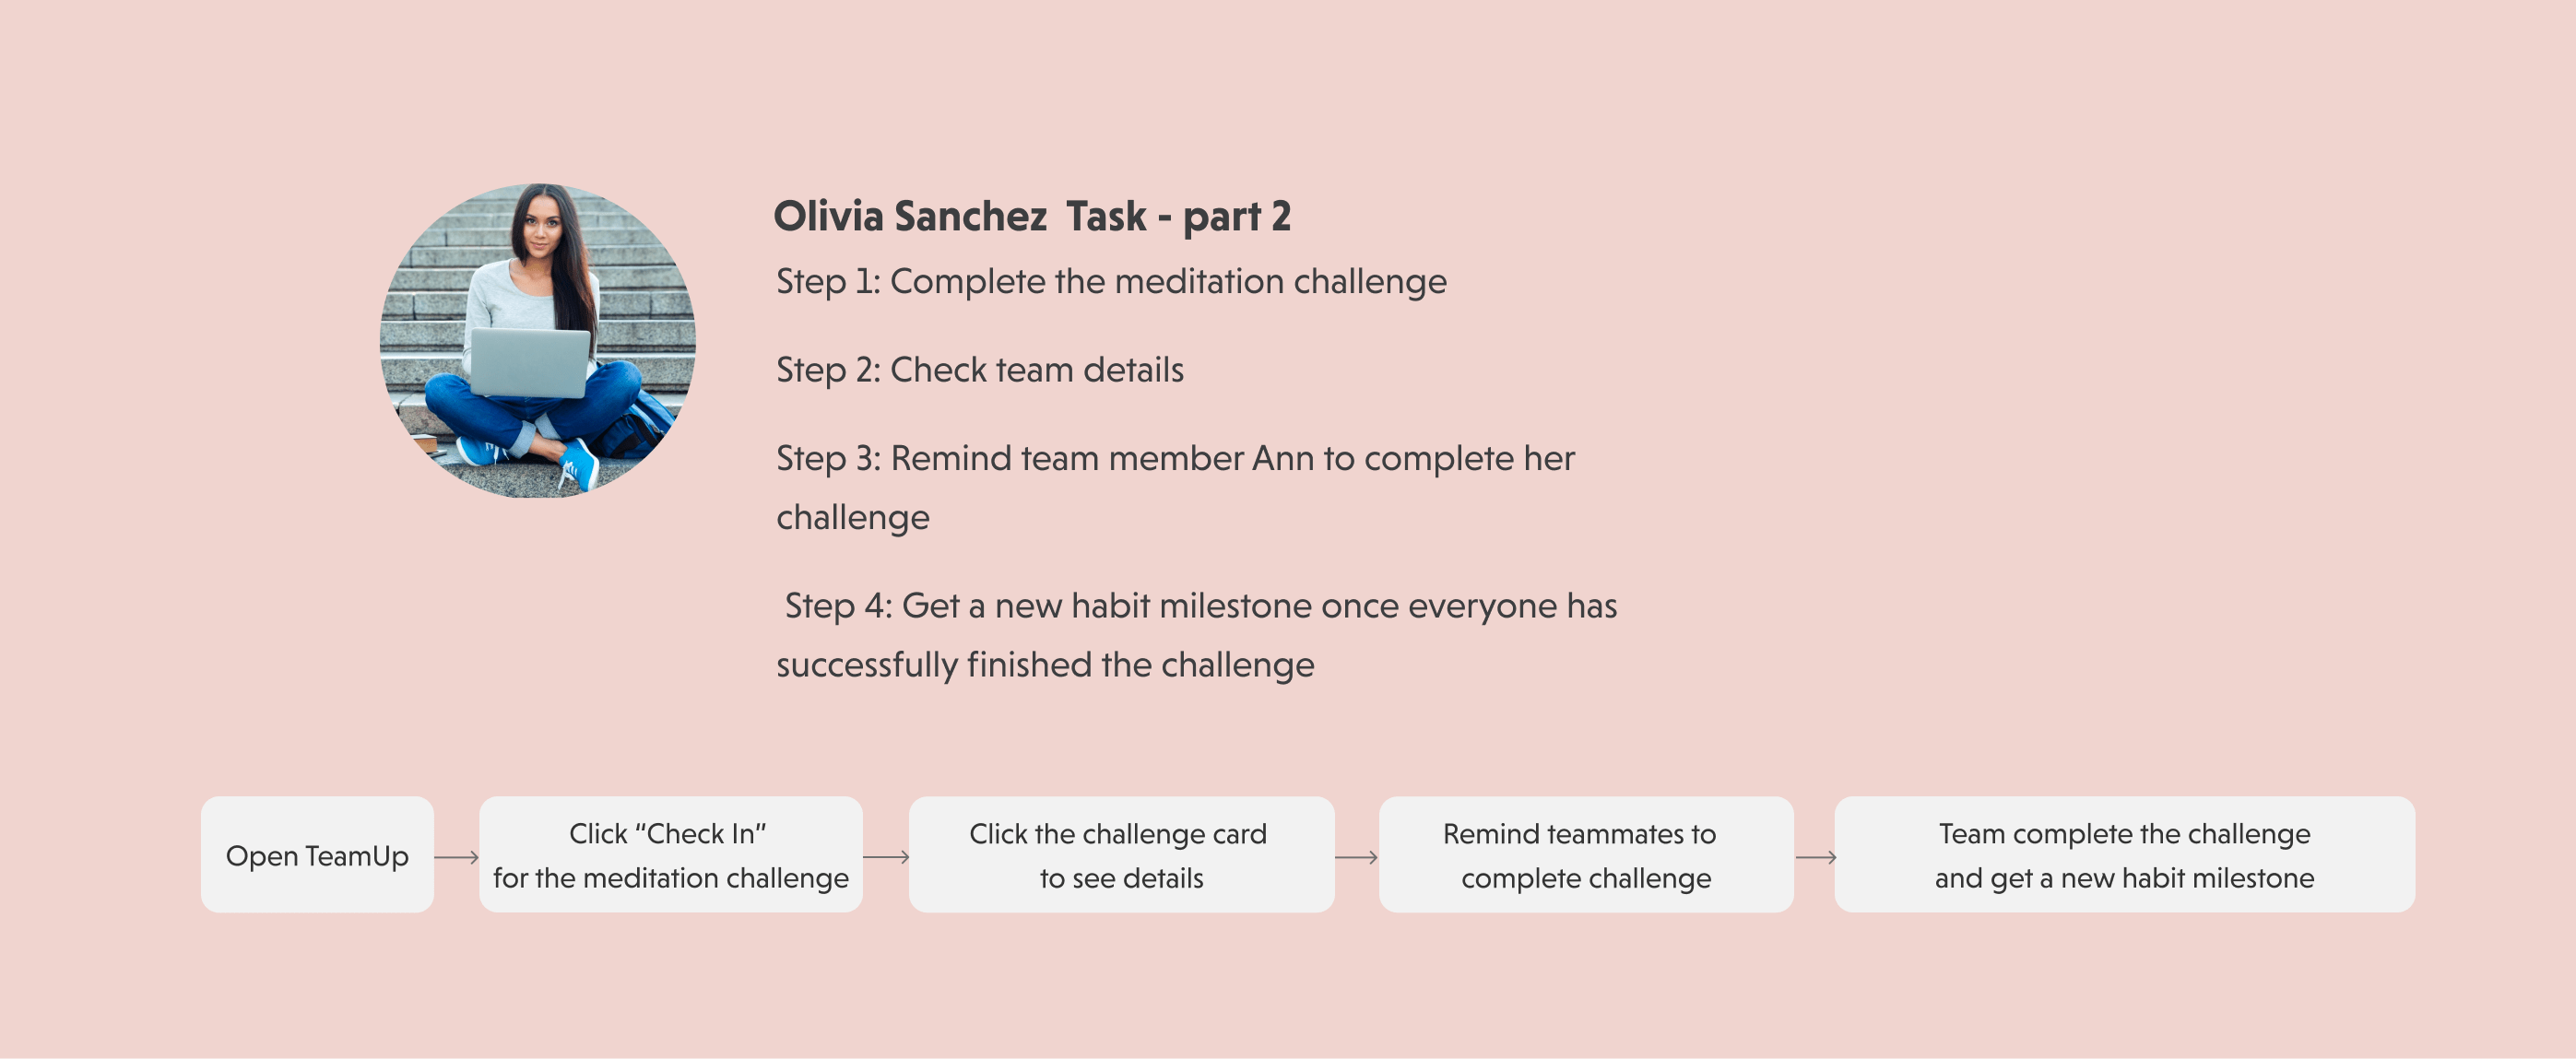 Olivia Sanchez  Task - part 2
Step 1: Complete the meditation challenge
Step 2: Check team details
Step 3: Remind team member Ann to complete her
challenge
Step 4: Get a new habit milestone once everyone has
successfully finished the challenge
Open TeamUp
Click “Check In”
for the meditation challenge
Click the challenge card
to see details
Remind teammates to
complete challenge
Team complete the challenge
and get a new habit milestone